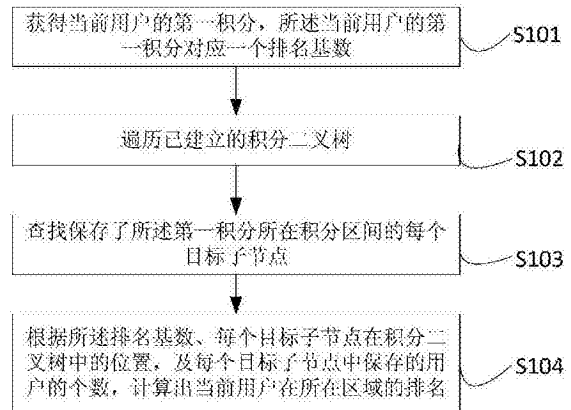 获得当前用户的第一积分，所述当前用户的第
一积分对应一个排名基数
S101
遍历已建立的积分二叉树
S102
查找保存了所述第一积分所在积分区间的每个
目标子节点
S103
根据所述排名基数、每个目标子节点在积分二
叉树中的位置，及每个目标子节点中保存的用
户的个数，计算出当前用户在所在区域的排名
S104